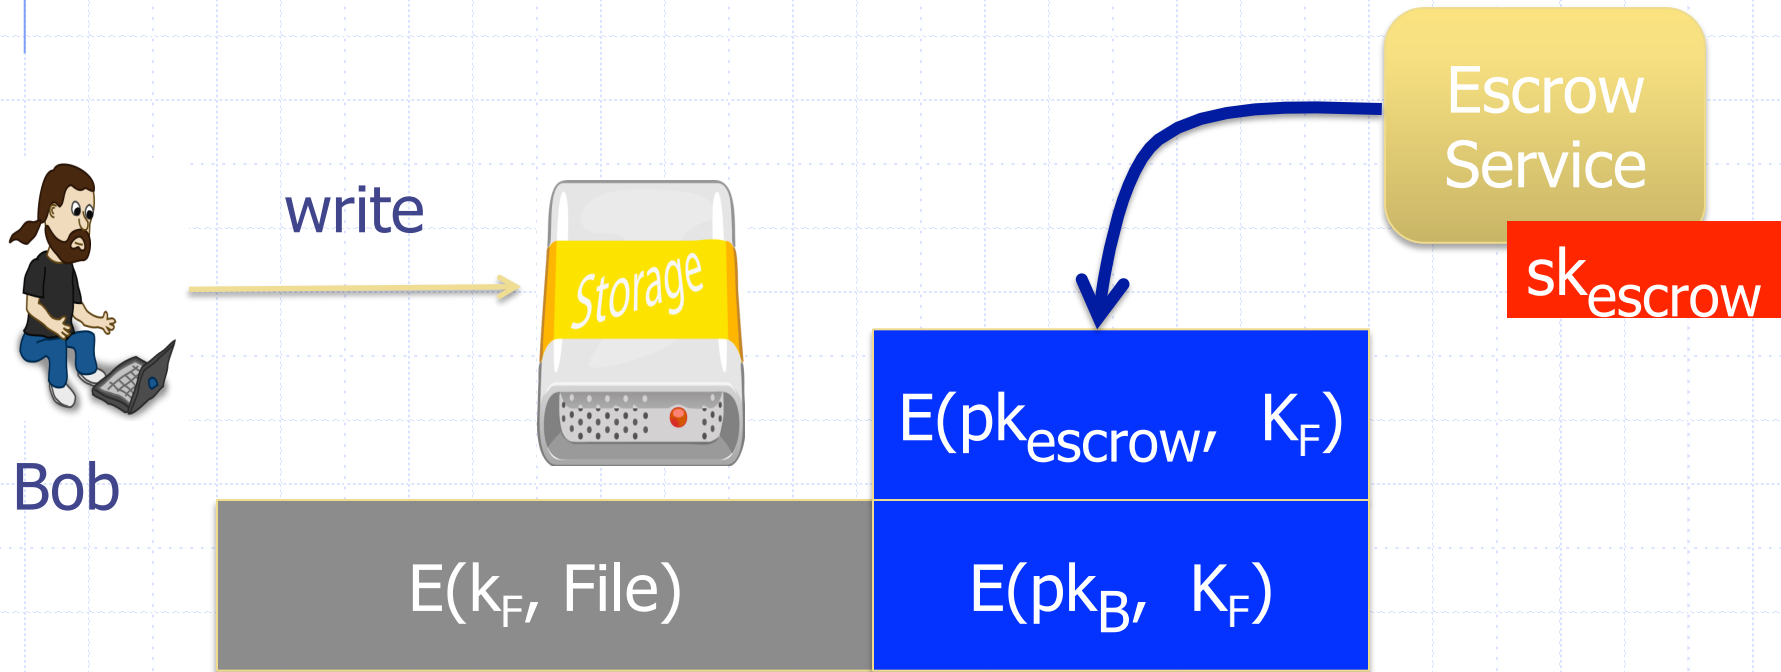 Escrow
Service
write
Storage
sk_escrow
E(pk_escrow, K_F)
Bob
E(k_F, File)
E(pk_B, K_F)